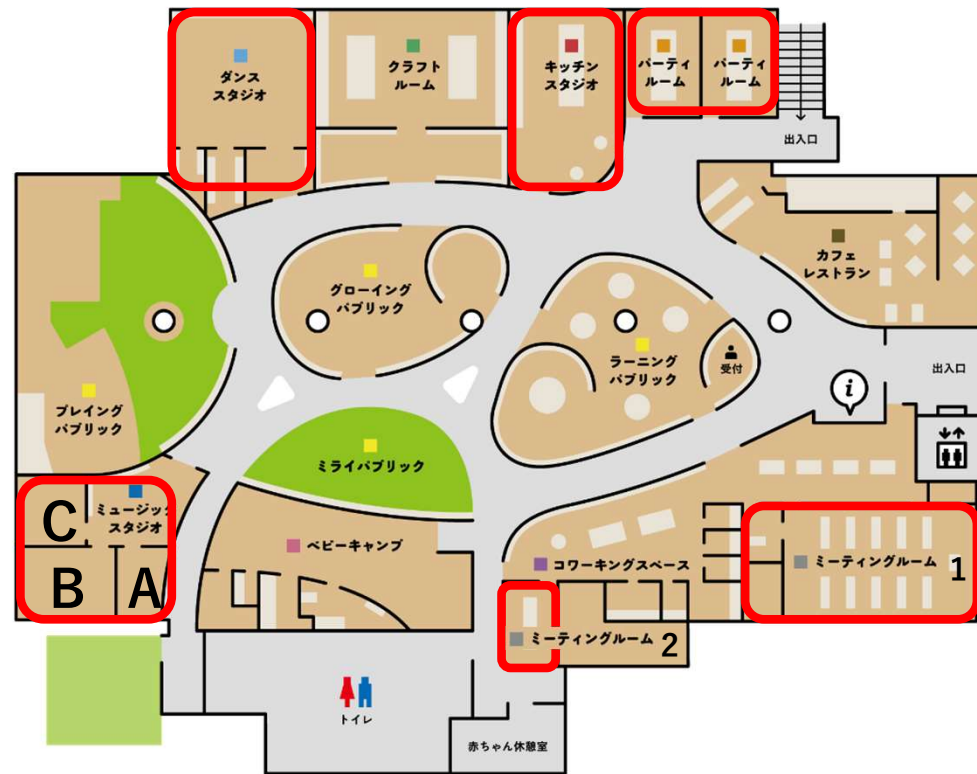 ダンス
スタジオ
クラフト
ルーム
キッチン
スタジオ
パーティ
ルーム
パーティ
ルーム
出入口
カフェ
レストラン
グローイング
パブリック
ラーニング
パブリック
受付
出入口
i
プレイング
パブリック
ミライパブリック
C
ミュージック
スタジオ
B
A
ベビーキャンプ
コワーキングスペース
ミーティングルーム 1
ミーティングルーム 2
トイレ
赤ちゃん休憩室